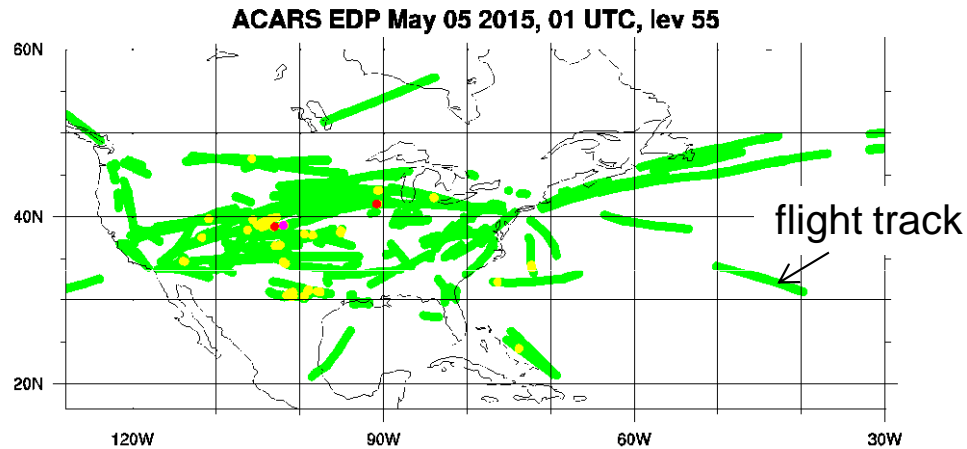 ACARS EDP May 05 2015, 01 UTC, lev 55
60N
40N
flight track
20N
120W 90W 60W 30W